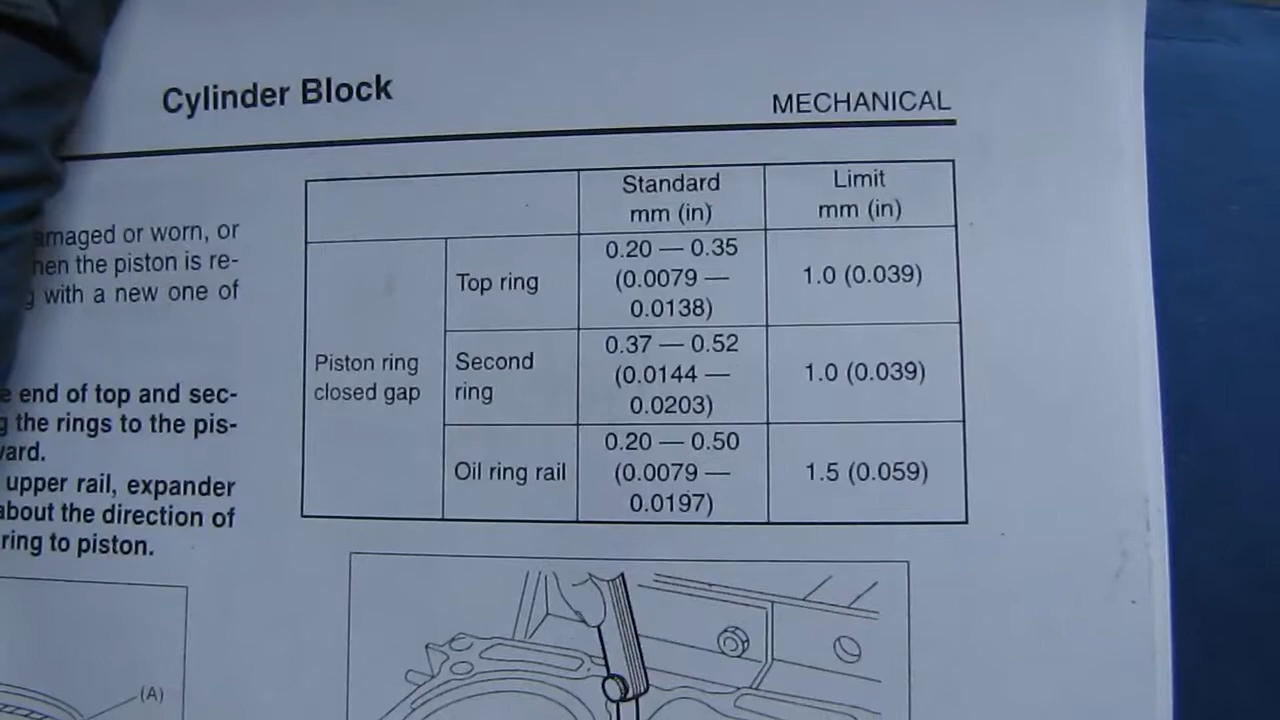 Cylinder Block
MECHANICAL
or worn, or
the piston is re-
with a new one of
end of top and sec-
the rings to the pis-
upper rail, expander
about the direction of
ring to piston.
(A)
Standard
mm (in)
Limit
mm (in)
Piston ring
closed gap
Top ring
0.20 — 0.35
(0.0079 —
0.0138)
1.0 (0.039)
Second
ring
0.37 — 0.52
(0.0144 —
0.0203)
1.0 (0.039)
Oil ring rail
0.20 — 0.50
(0.0079 —
0.0197)
1.5 (0.059)